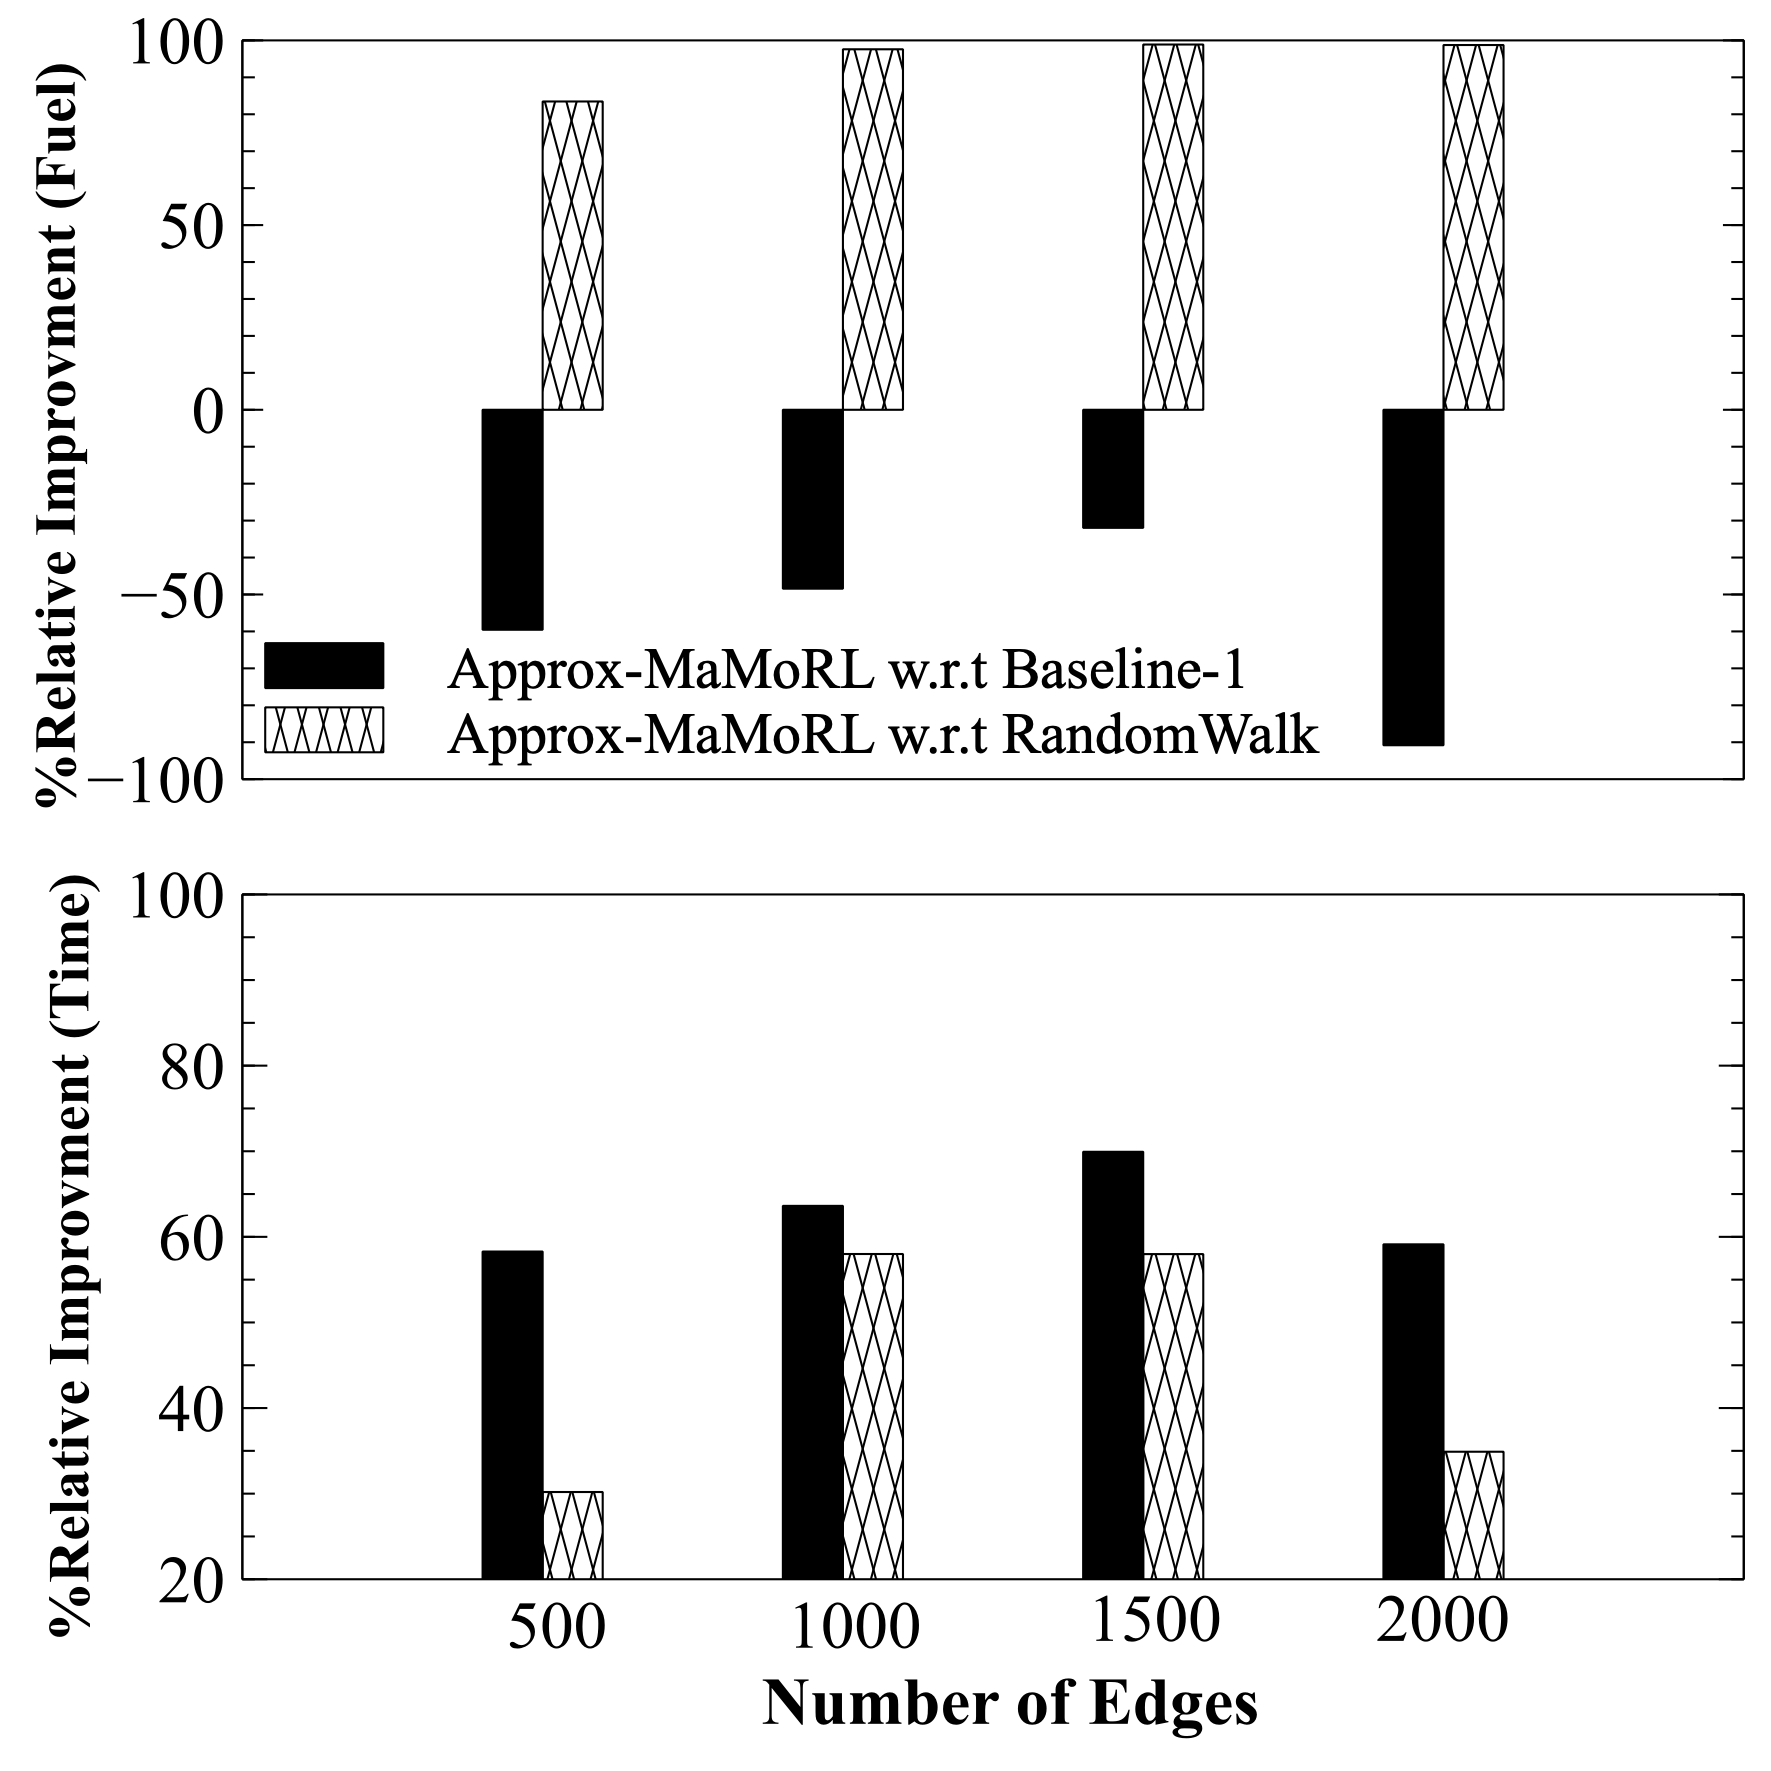 %Relative Improvment (Fuel)
100
50
0
−50
−100
Approx-MaMoRL w.r.t Baseline-1
Approx-MaMoRL w.r.t RandomWalk
%Relative Improvment (Time)
100
80
60
40
20
500 1000 1500 2000
Number of Edges